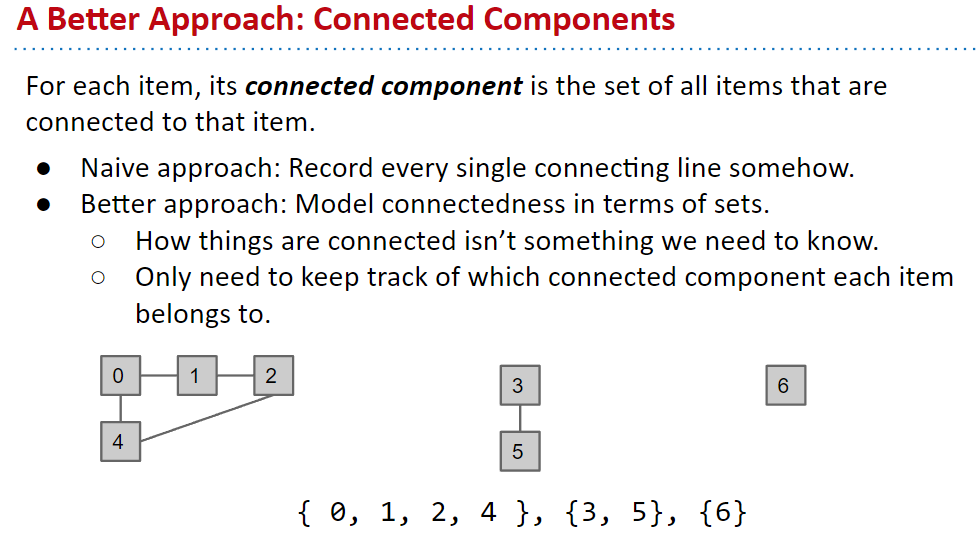 A Better Approach: Connected Components
For each item, its connected component is the set of all items that are
connected to that item.
● Naive approach: Record every single connecting line somehow.
● Better approach: Model connectedness in terms of sets.
○ How things are connected isn’t something we need to know.
○ Only need to keep track of which connected component each item
belongs to.
0 1 2 3 6
4 5
{ 0, 1, 2, 4 }, {3, 5}, {6}